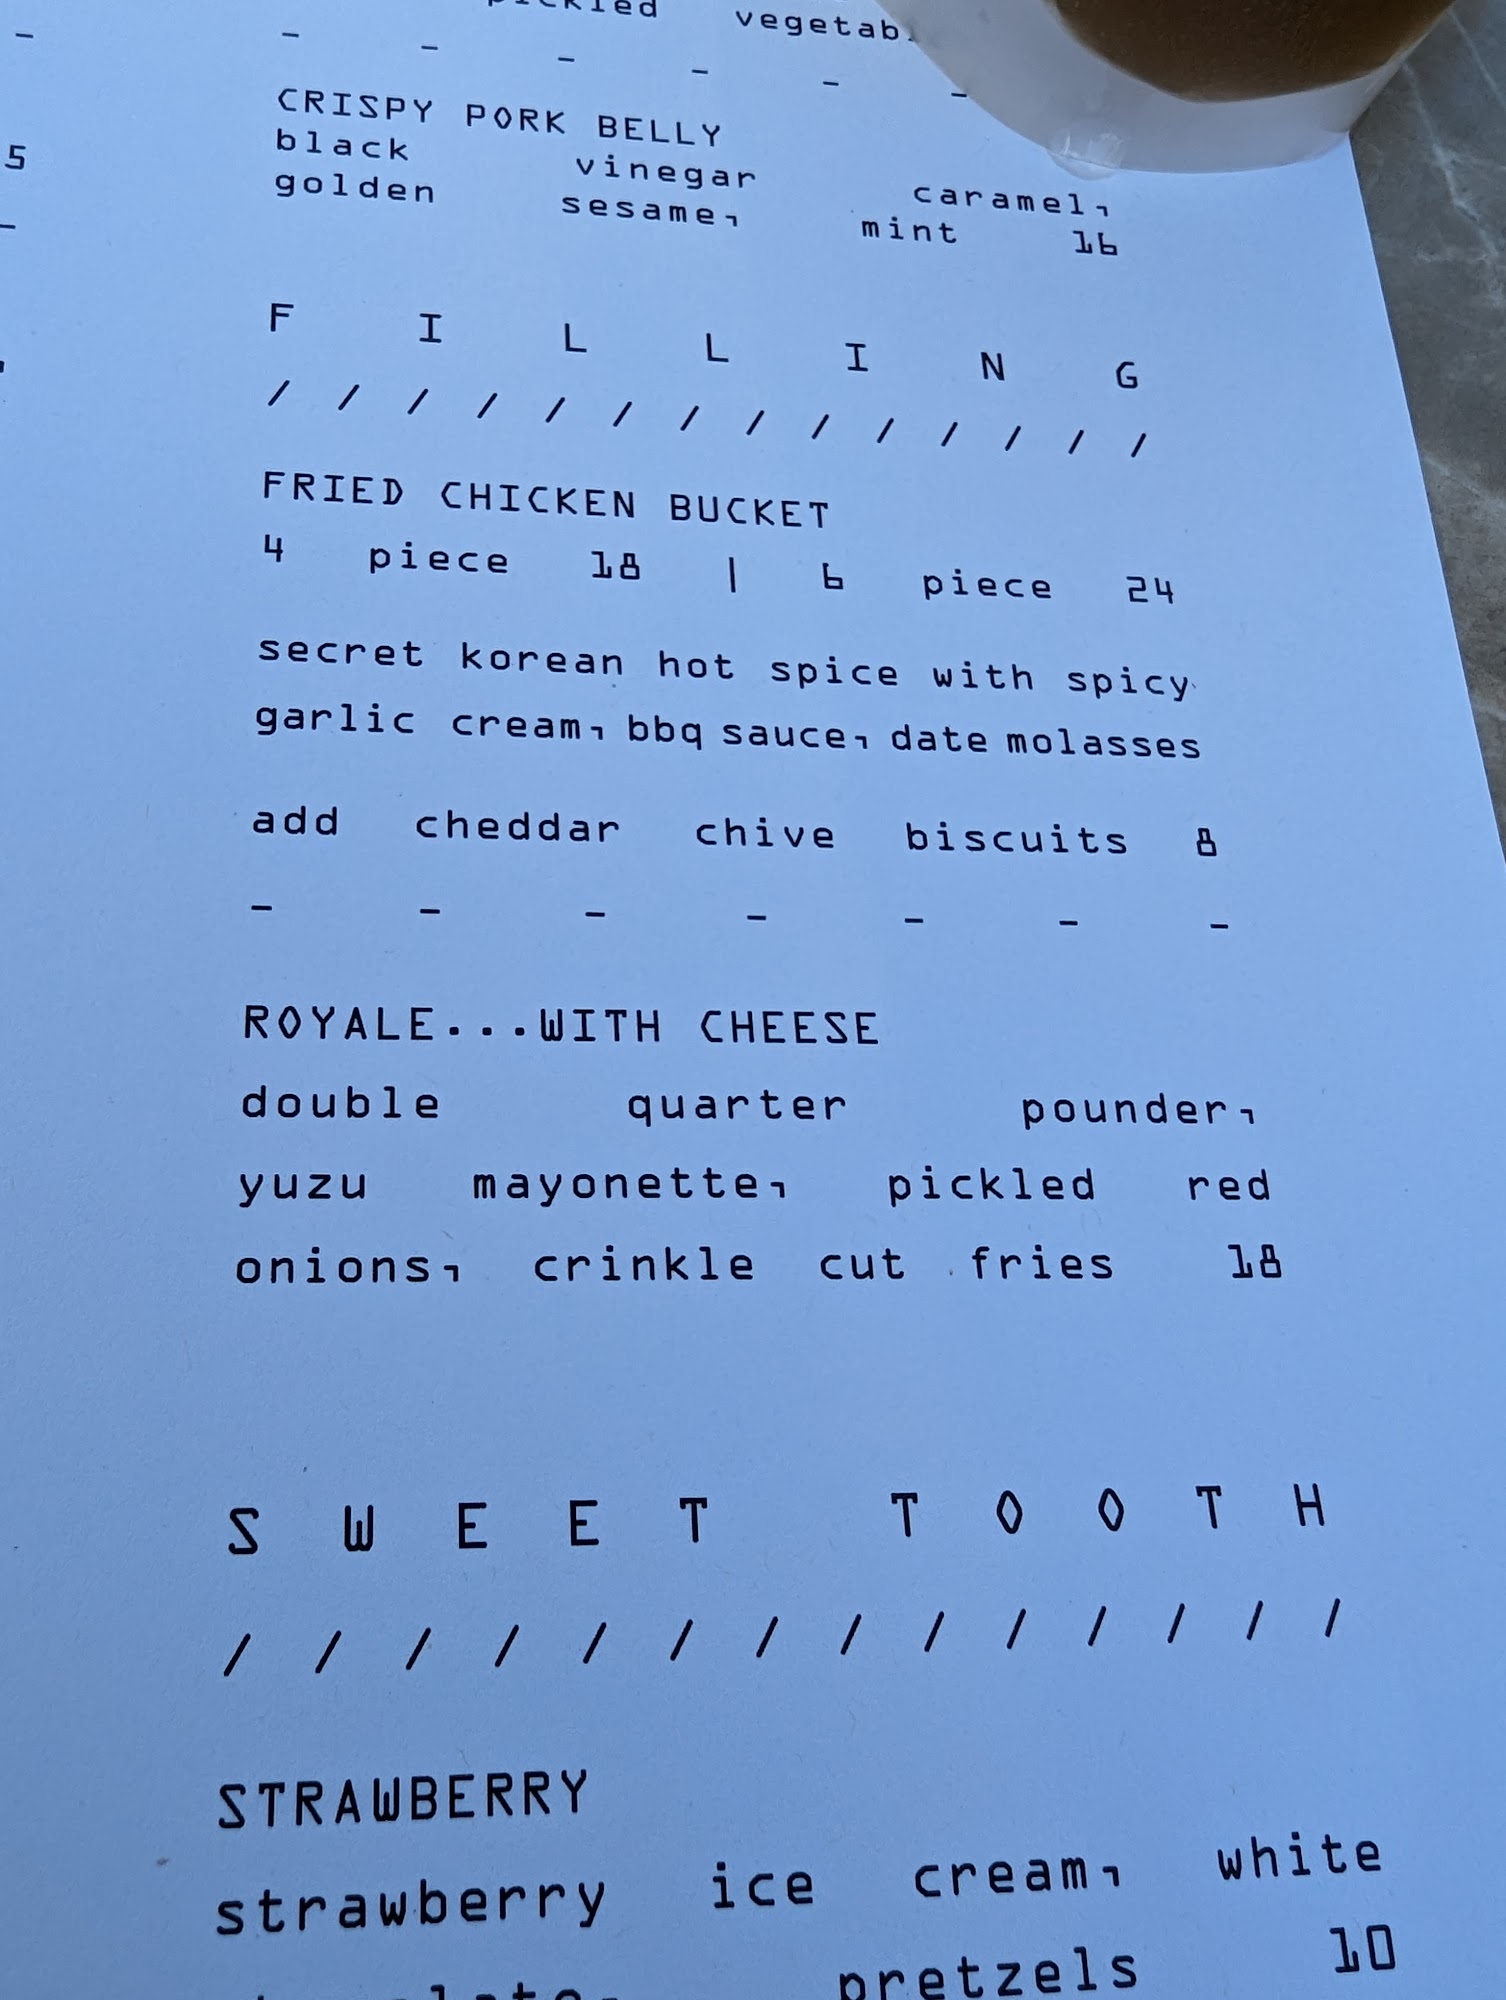 vegetab
CRISPY PORK BELLY
black vinegar caramel,
golden sesame, mint 16
5
F I L L I N G
/ / / / / / / / / / / / / /
FRIED CHICKEN BUCKET
4 piece 18 | 6 piece 24
secret korean hot spice with spicy
garlic cream, bbq sauce, date molasses
add cheddar chive biscuits 8
- - - - - - -
ROYALE...WITH CHEESE
double quarter pounder,
yuzu mayonette, pickled red
onions, crinkle cut fries 18
S W E E T T O O T H
/ / / / / / / / / / / / / /
STRAWBERRY
strawberry ice cream, white
pretzels 10